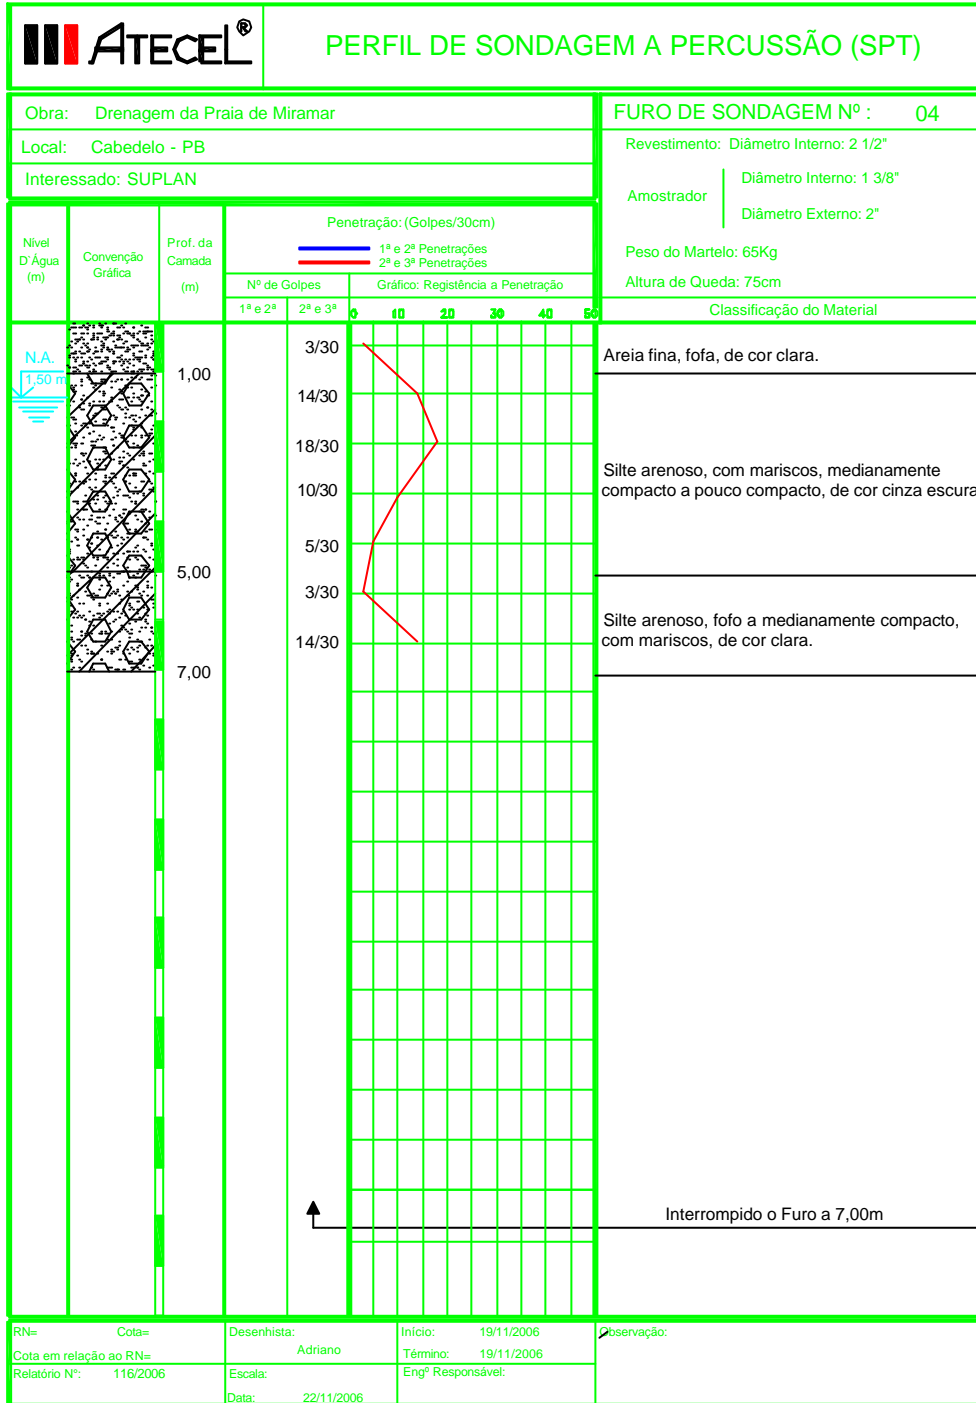 ATECEL®
PERFIL DE SONDAGEM A PERCUSSÃO (SPT)
Obra: Drenagem da Praia de Miramar
Local: Cabedelo - PB
Interessado: SUPLAN
FURO DE SONDAGEM Nº : 04
Revestimento: Diâmetro Interno: 2 1/2"
Amostrador
Diâmetro Interno: 1 3/8"
Diâmetro Externo: 2"
Peso do Martelo: 65Kg
Altura de Queda: 75cm
Classificação do Material
Nivel
D'Água
(m)
Convenção
Gráfica
Prof. da
Camada
(m)
Penetração:(Golpes/30cm)
1ª e 2ª Penetrações
2ª e 3ª Penetrações
Nº de Golpes
Gráfico: Registência a Penetração
1ª e 2ª
2ª e 3ª
0 10 20 30 40 50
N.A.
1,50 m
1,00
5,00
7,00
3/30
14/30
18/30
10/30
5/30
3/30
14/30
Areia fina, fofa, de cor clara.
Silte arenoso, com mariscos, medianamente
compacto a pouco compacto, de cor cinza escura
Silte arenoso, fofo a medianamente compacto,
com mariscos, de cor clara.
Interrompido o Furo a 7,00m
RN= Cota=
Cota em relação ao RN=
Relatório N°: 116/2006
Desenhista:
Adriano
Escala:
Data: 22/11/2006
Início: 19/11/2006
Término: 19/11/2006
Engº Responsável:
Observação: